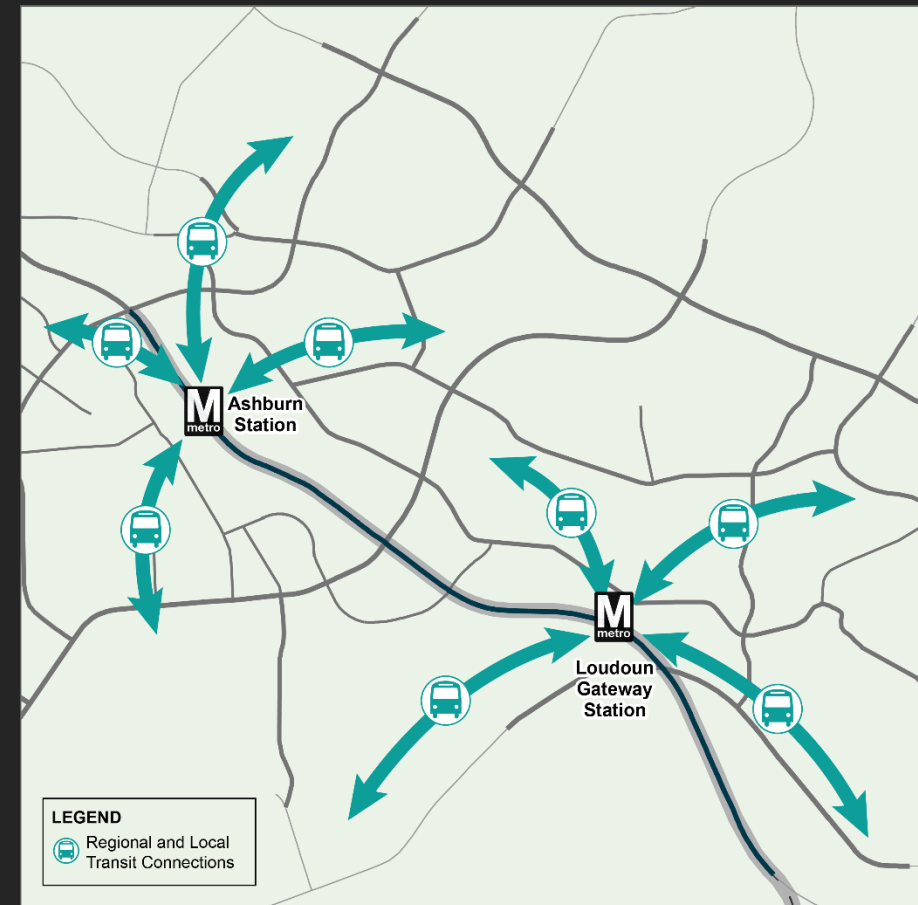 M
metro
Ashburn
Station
M
metro
Loudoun
Gateway
Station
LEGEND
Regional and Local
Transit Connections